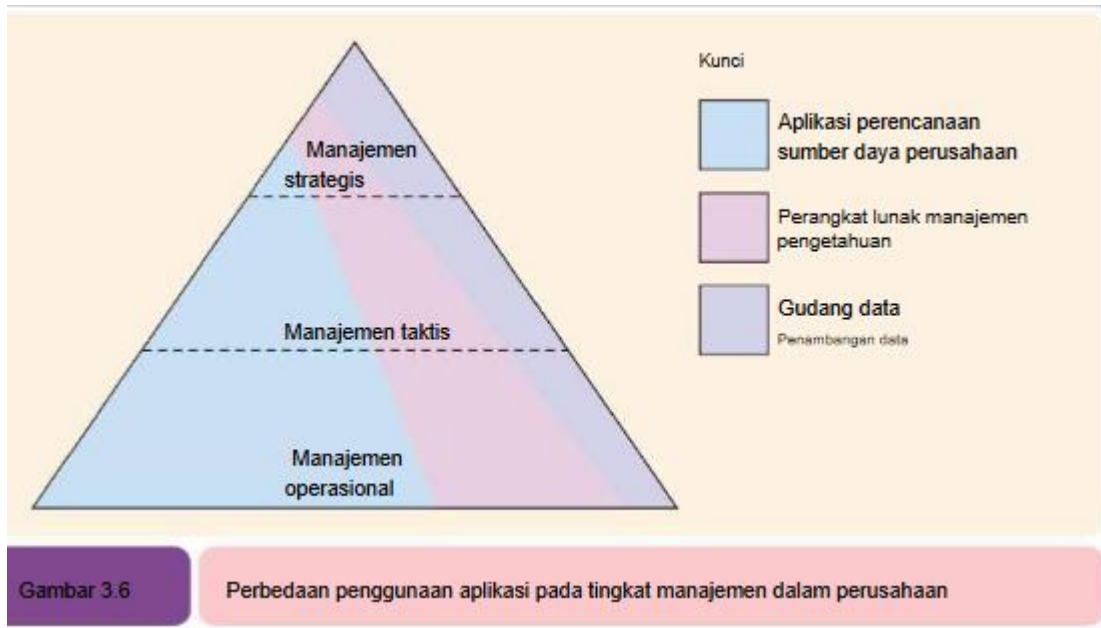 Manajemen
strategis
Manajemen taktis
Manajemen
operasional
Kunci
Aplikasi perencanaan
sumber daya perusahaan
Perangkat lunak manajemen
pengetahuan
Gudang data
Penambangan data
Gambar 3.6
Perbedaan penggunaan aplikasi pada tingkat manajemen dalam perusahaan